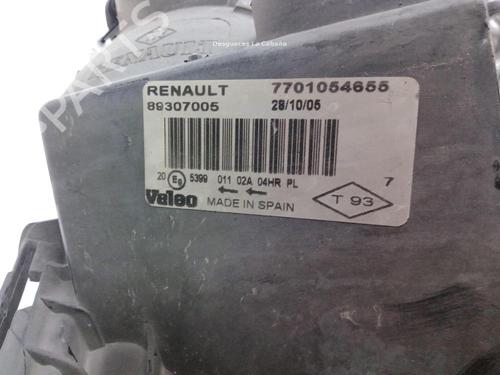 Desguaces La Cabaña
RENAULT 7701054655
89307005 28/10/05
20 E9 5399 011 02A 04HR PL 7
Valeo MADE IN SPAIN T 93